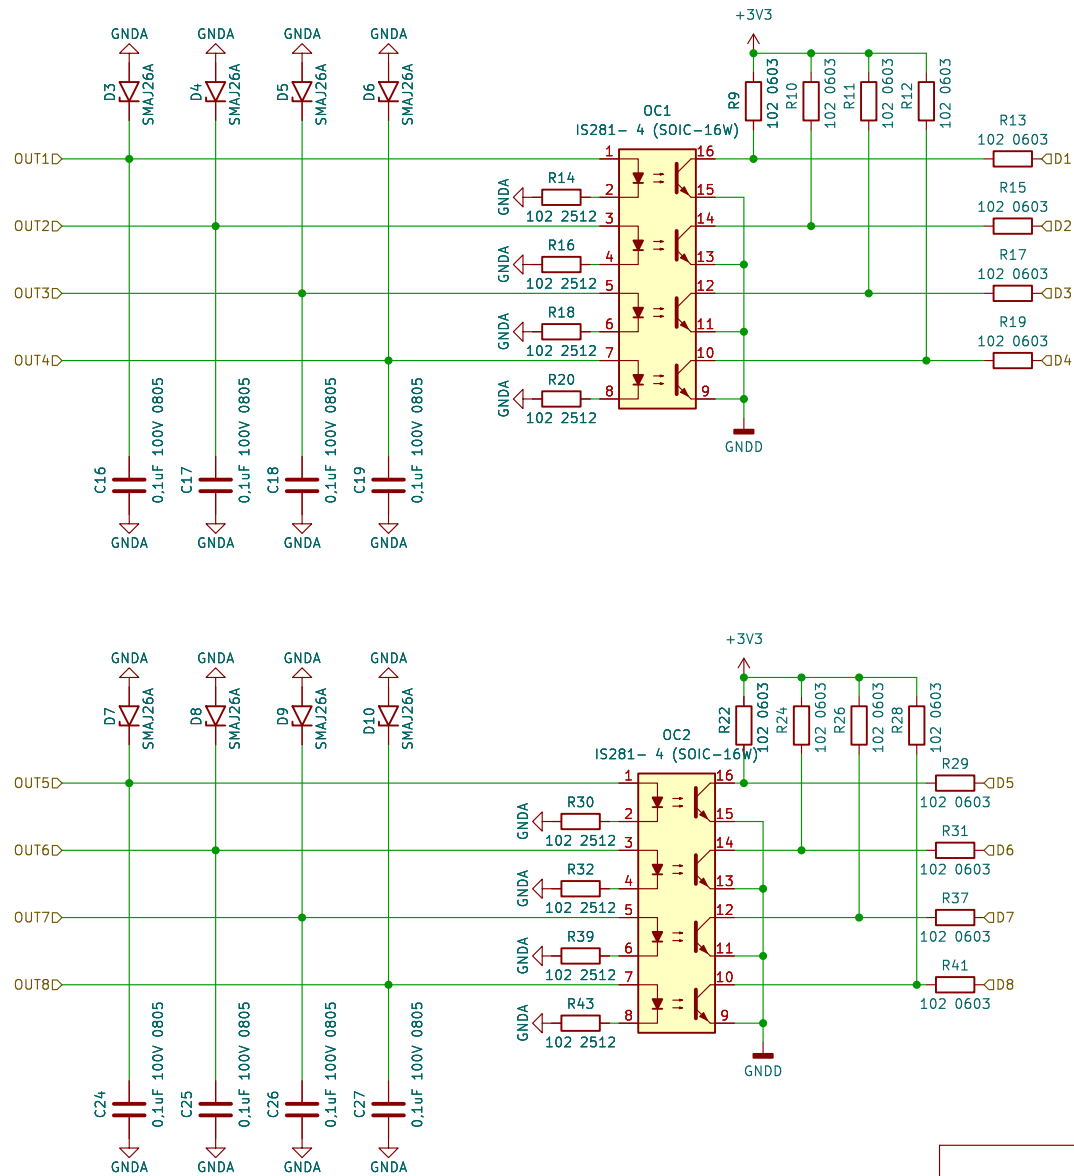 +3V3
GNDA GNDA GNDA GNDA
D3 SMAJ26A D4 SMAJ26A D5 SMAJ26A D6 SMAJ26A
R9 102 0603 R10 102 0603 R11 102 0603 R12 102 0603
OC1
IS281- 4 (SOIC-16W)
R13
102 0603
OUT1 1 16 D1
R14
GNDA 2 15
102 2512
R15
102 0603
OUT2 3 14 D2
R16
GNDA 4 13
102 2512
R17
102 0603
OUT3 5 12 D3
R18
GNDA 6 11
102 2512
R19
102 0603
OUT4 7 10 D4
R20
GNDA 8 9
102 2512
GNDD
C16 0,1uF 100V 0805 C17 0,1uF 100V 0805 C18 0,1uF 100V 0805 C19 0,1uF 100V 0805
GNDA GNDA GNDA GNDA
+3V3
GNDA GNDA GNDA GNDA
D7 SMAJ26A D8 SMAJ26A D9 SMAJ26A D10 SMAJ26A
R22 102 0603 R24 102 0603 R26 102 0603 R28 102 0603
OC2
IS281- 4 (SOIC-16W)
R29
OUT5 1 16 D5
102 0603
R30
GNDA 2 15
102 2512
R31
OUT6 3 14 D6
102 0603
R32
GNDA 4 13
102 2512
R37
OUT7 5 12 D7
102 0603
R39
GNDA 6 11
102 2512
R41
OUT8 7 10 D8
102 0603
R43
GNDA 8 9
102 2512
GNDD
C24 0,1uF 100V 0805 C25 0,1uF 100V 0805 C26 0,1uF 100V 0805 C27 0,1uF 100V 0805
GNDA GNDA GNDA GNDA